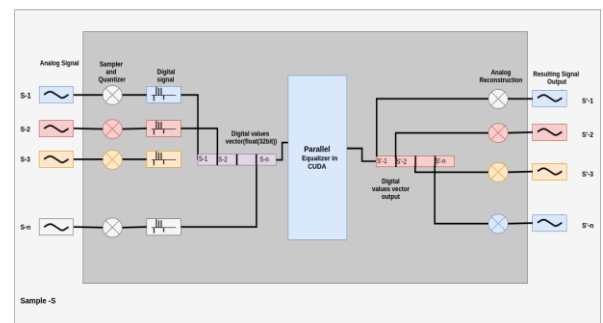 Analog Signal
Sampler
and
Quantizer
Digital
signal
Analog
Reconstruction
Resulting Signal
Output
S-1
S'-1
S-2
S'-2
Digital values
vector(float(32bit))
Parallel
Equalizer in
CUDA
S-3
S-1 S-2 S-n
S'-1 S'-2 S'-n
S'-3
Digital
values vector
output
S-n
S'-n
Sample -S